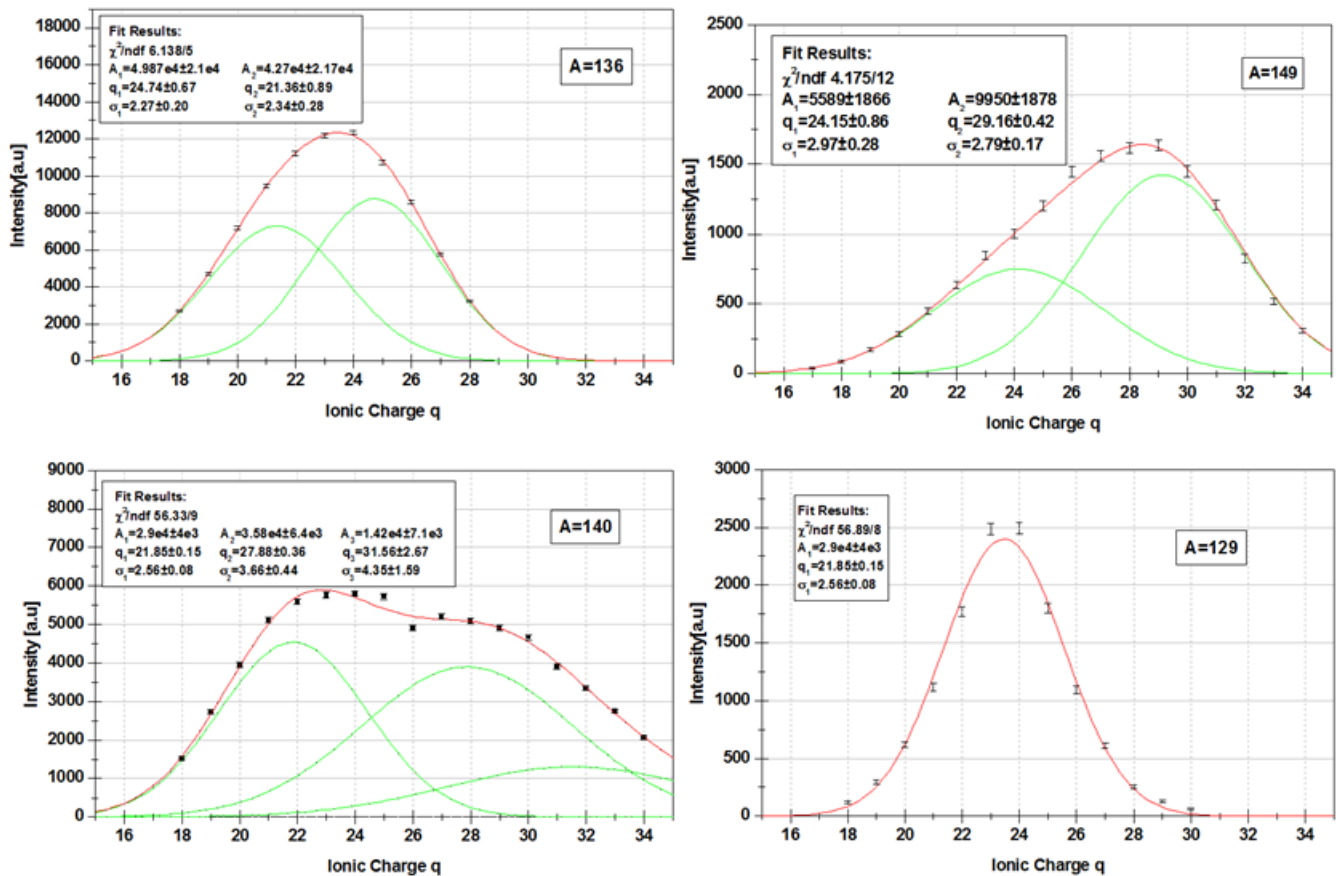 18000
16000
14000
12000
10000
8000
6000
4000
2000
0
Intensity[a.u]
Fit Results:
χ²/ndf 6.138/5
A₁=4.987e4±2.1e4 A₂=4.27e4±2.17e4
q₁=24.74±0.67 q₂=21.36±0.89
σ₁=2.27±0.20 σ₂=2.34±0.28
A=136
16 18 20 22 24 26 28 30 32 34
Ionic Charge q
2500
2000
1500
1000
500
0
Intensity[a.u]
Fit Results:
χ²/ndf 4.175/12
A₁=5589±1866 A₂=9950±1878
q₁=24.15±0.86 q₂=29.16±0.42
σ₁=2.97±0.28 σ₂=2.79±0.17
A=149
16 18 20 22 24 26 28 30 32 34
Ionic Charge q
9000
8000
7000
6000
5000
4000
3000
2000
1000
0
Intensity [a.u]
Fit Results:
χ²/ndf 56.33/9
A₁=2.9e4±4e3 A₂=3.58e4±6.4e3 A₃=1.42e4±7.1e3
q₁=21.85±0.15 q₂=27.88±0.36 q₃=31.56±2.67
σ₁=2.56±0.08 σ₂=3.66±0.44 σ₃=4.35±1.59
A=140
16 18 20 22 24 26 28 30 32 34
Ionic Charge q
3000
2500
2000
1500
1000
500
0
Intensity[a.u]
Fit Results:
χ²/ndf 56.89/8
A₁=2.9e4±4e3
q₁=21.85±0.15
σ₁=2.56±0.08
A=129
16 18 20 22 24 26 28 30 32 34
Ionic Charge q